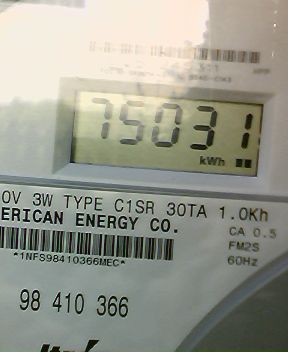 75031
kWh
0V 3W TYPE C1SR 30TA 1.0Kh
ERICAN ENERGY CO.
CA 0.5
FM2S
*1NFS98410366MEC*
60Hz
98 410 366